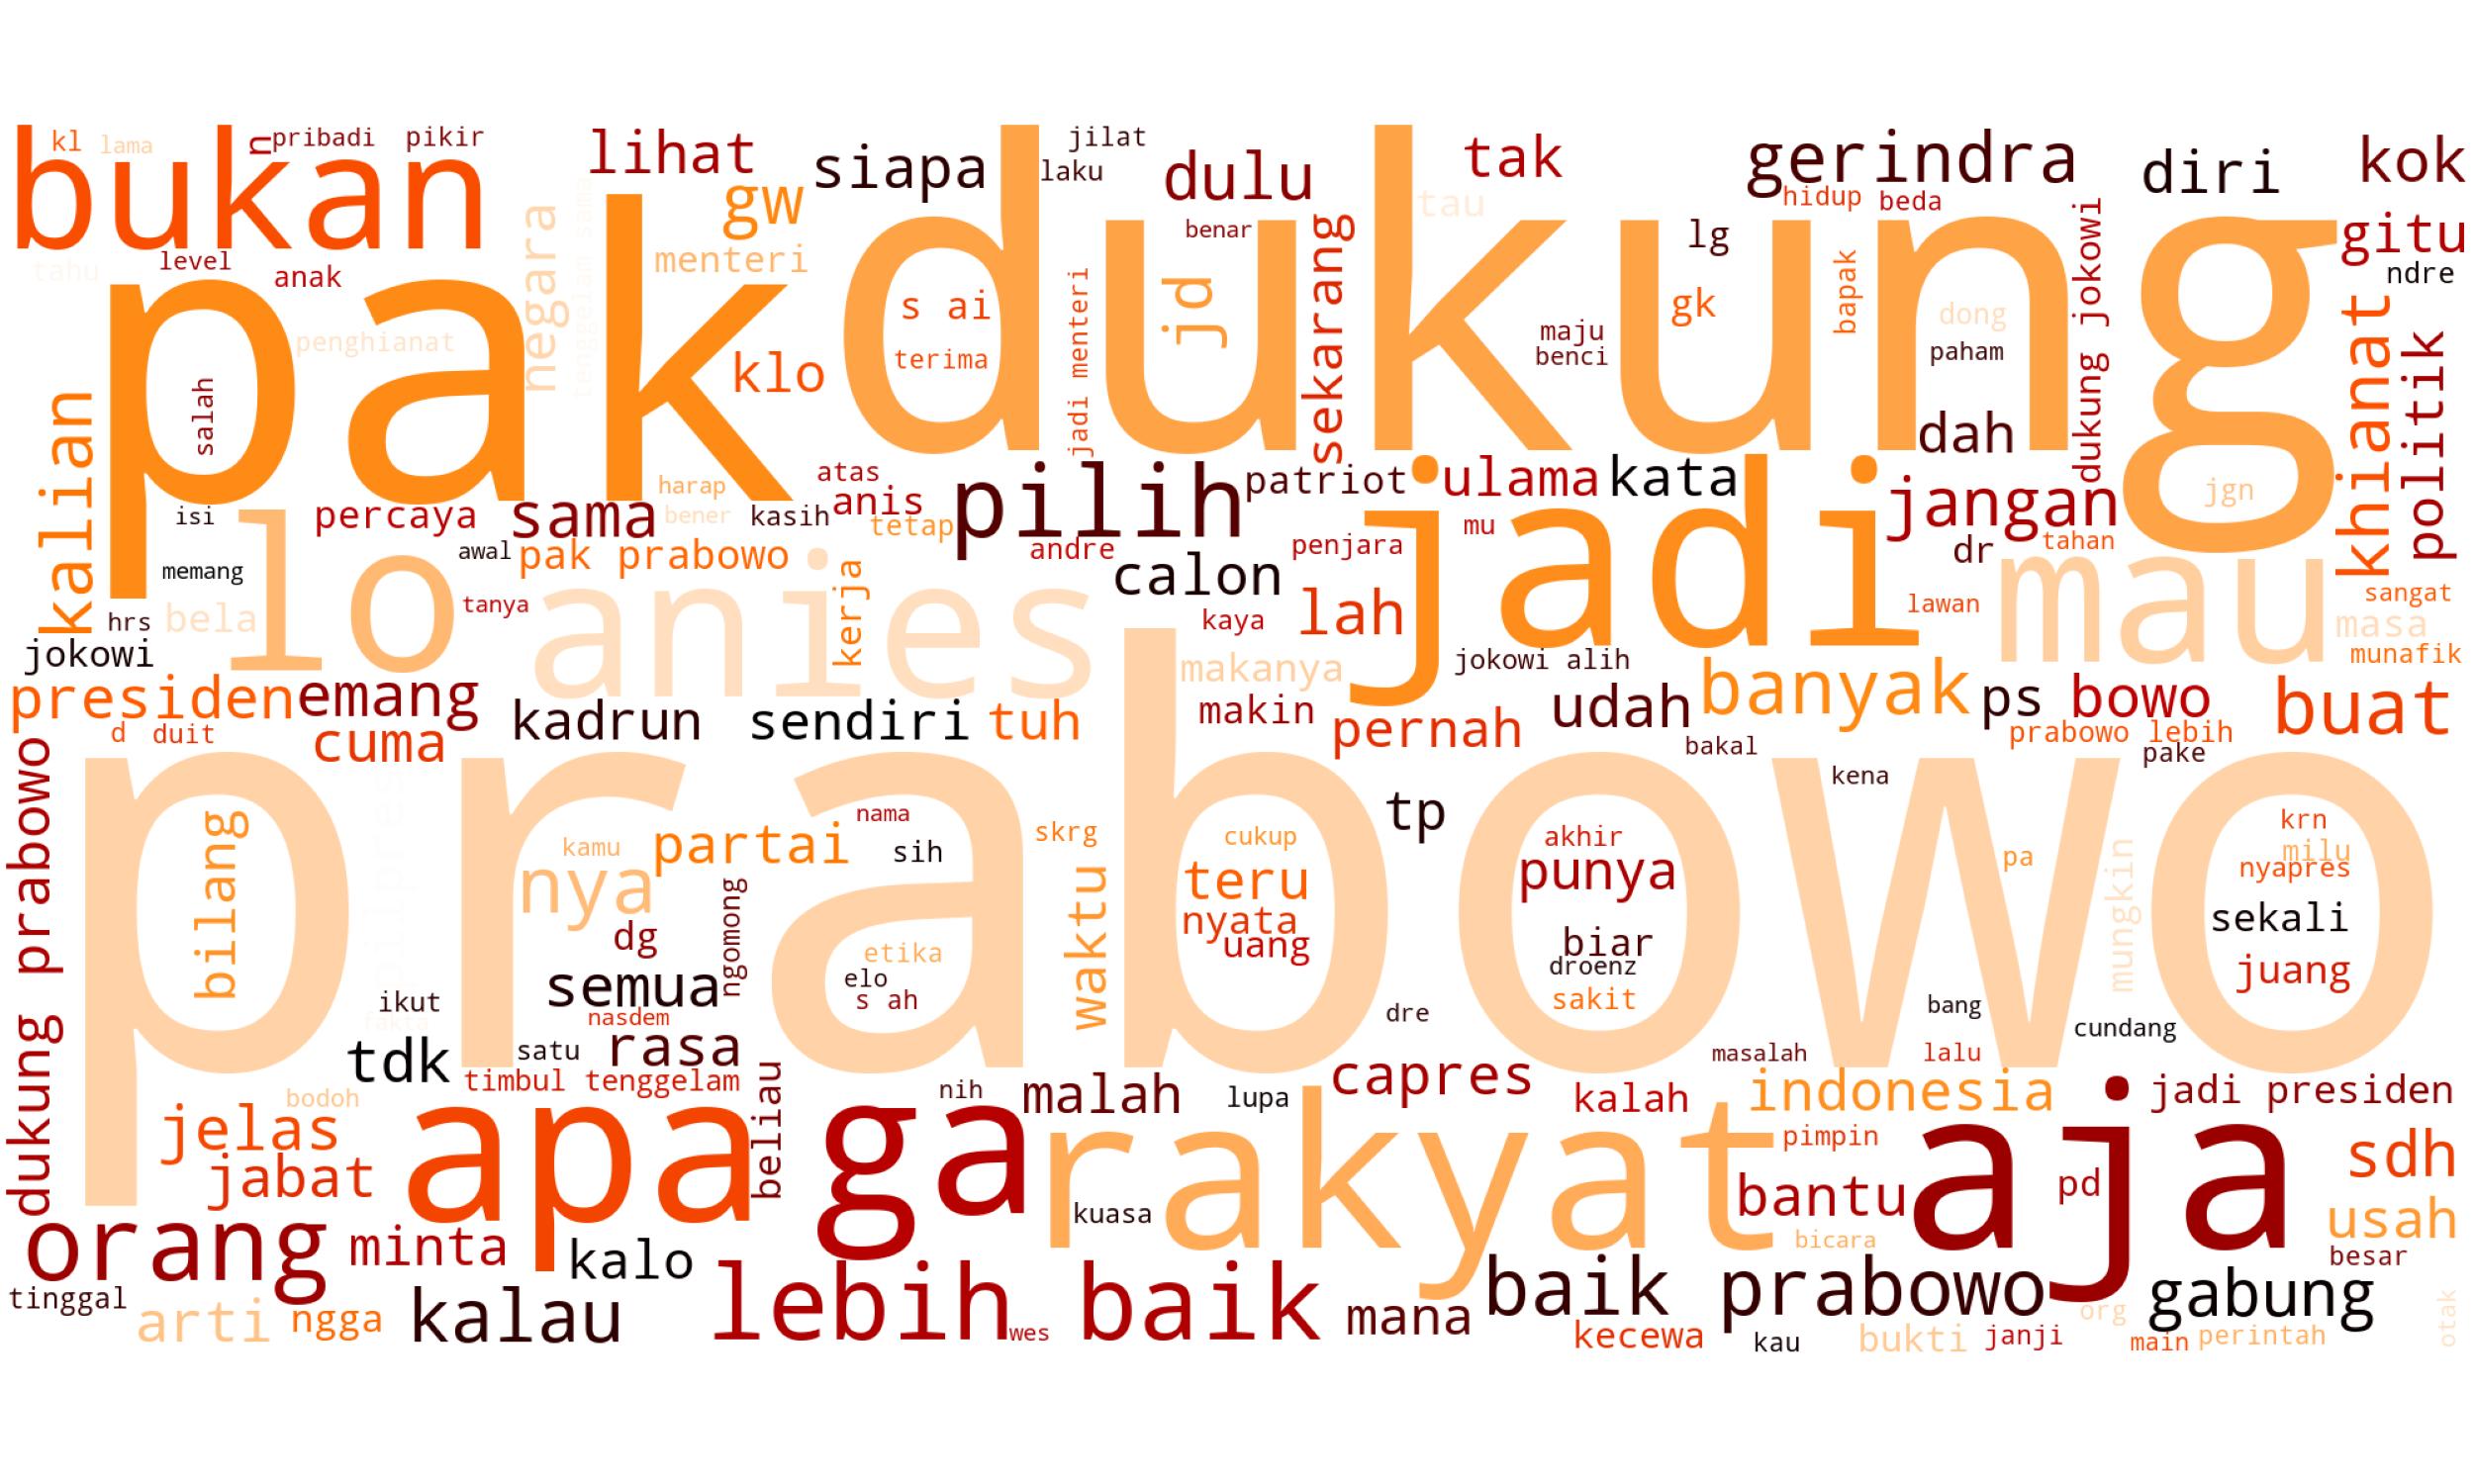 kl lama n pribadi pikir
bukan
lihat
siapa
jilat
laku
dulu
tak
gerindra
diri
kok
gw
benar
tau
hidup beda
gitu
tahu
level
anak
negara
menteri
lg
ndre
pak
dukung
s ai
terima
jadi menteri
jd
sekarang
gk
bapak
dong
paham
dukung jokowi
khianat
politik
penghianat
salah
klo
maju
benci
dah
jgn
kalian
isi
percaya
sama
harap
bener
atas
kasih
anis
tetap
pilih
patriot
ulama
kata
jangan
memang
awal
pak prabowo
andre
penjara
mu
dr
tahan
lo
anies
kerja
calon
jadi
mau
hrs
bela
tanya
kaya
lah
lawan
sangat
masa
jokowi
makanya
jokowi alih
munafik
presiden
emang
kadrun
sendiri
tuh
makin
pernah
udah
banyak
ps
bowo
buat
d duit
cuma
bakal
prabowo lebih
pake
dukung prabowo
prabowo
kena
bilang
kamu
partai
nama
sih
skrg
cukup
tp
akhir
krn
milu
nya
teru
punya
pa
nyapres
ngomong
waktu
nyata
mungkin
sekali
dg
etika
uang
biar
droenz
juang
semua
elo
s ah
sakit
ikut
nasdem
dre
bang
cundang
fakta
tdk
satu
rasa
masalah
lalu
timbul tenggelam
beliau
nih
malah
lupa
capres
kalah
indonesia
jadi presiden
bodoh
jelas
apa
ga
rakyat
pimpin
aja
sdh
jabat
kuasa
bantu
pd
usah
orang
minta
kalo
bicara
besar
tinggal
arti
ngga
kalau
lebih baik
wes
mana
baik prabowo
gabung
kecewa
kau
bukti
janji
org
main
perintah
otak